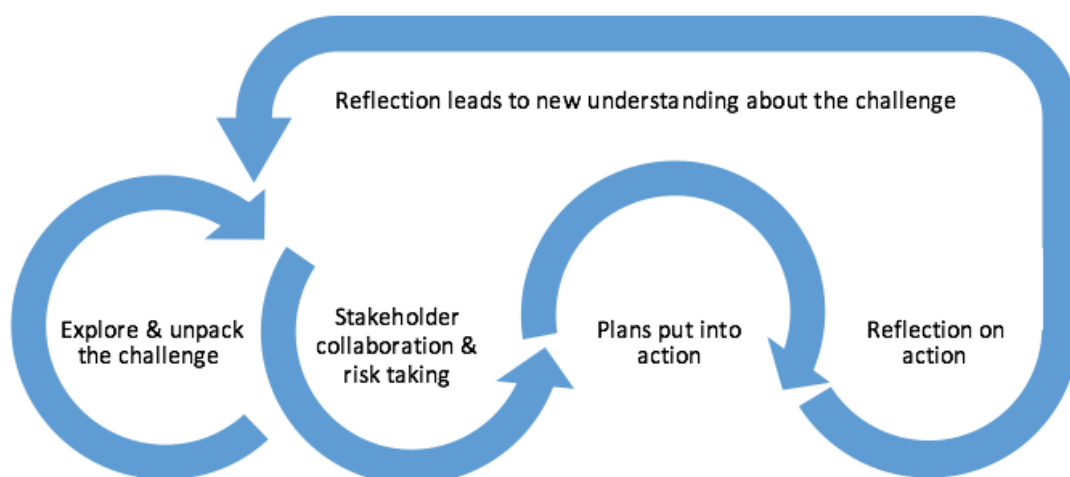 Reflection leads to new understanding about the challenge
Explore & unpack
the challenge
Stakeholder
collaboration &
risk taking
Plans put into
action
Reflection on
action